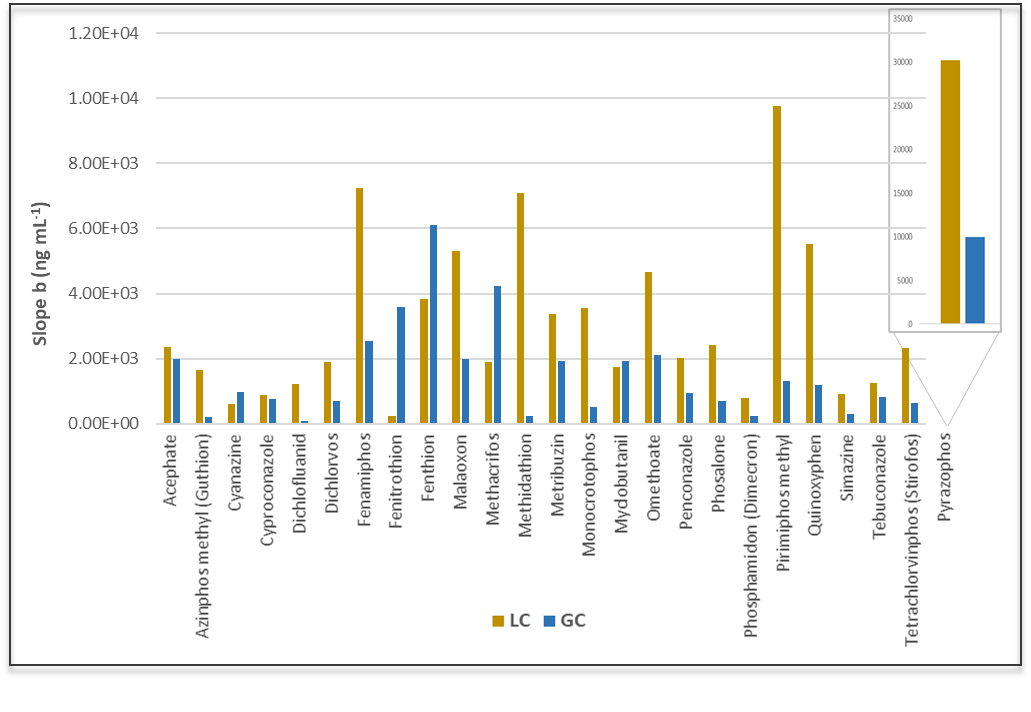 1.20E+04
1.00E+04
8.00E+03
6.00E+03
4.00E+03
2.00E+03
0.00E+00
Slope b (ng mL-1)
35000
30000
25000
20000
15000
10000
5000
0
Acephate
Azinphos methyl (Guthion)
Cyanazine
Cyproconazole
Dichlofluanid
Dichlorvos
Fenamiphos
Fenitrothion
Fenthion
Malaoxon
Methacrifos
Methidathion
Metribuzin
Monocrotophos
Mydobutanil
Omethoate
Penconazole
Phosalone
Phosphamidon (Dimecron)
Pirimiphos methyl
Quinoxyphen
Simazine
Tebuconazole
Tetrachlorvinphos (Stirofos)
Pyrazophos
LC GC